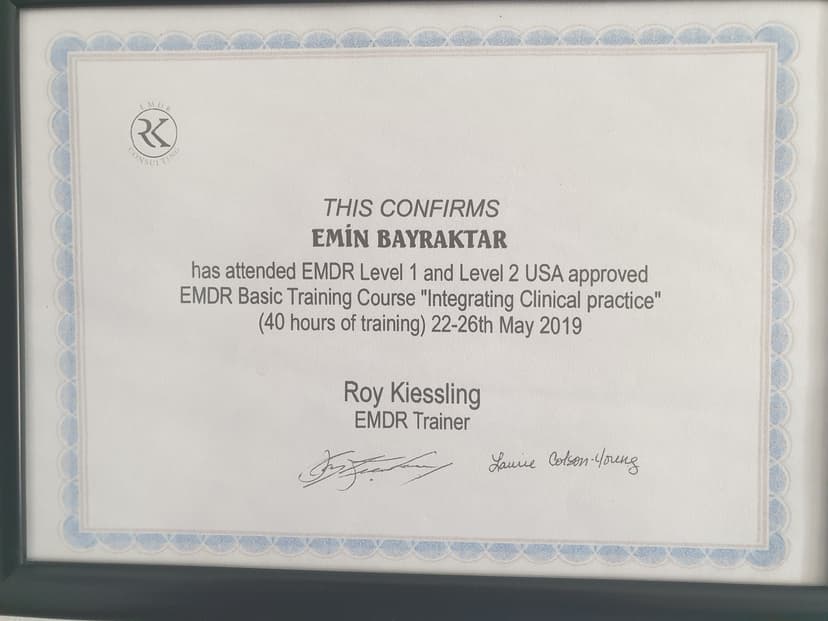 EMDR
RK
CONSULTING
THIS CONFIRMS
EMİN BAYRAKTAR
has attended EMDR Level 1 and Level 2 USA approved
EMDR Basic Training Course "Integrating Clinical practice"
(40 hours of training) 22-26th May 2019
Roy Kiessling
EMDR Trainer
Laurie Colson-Young